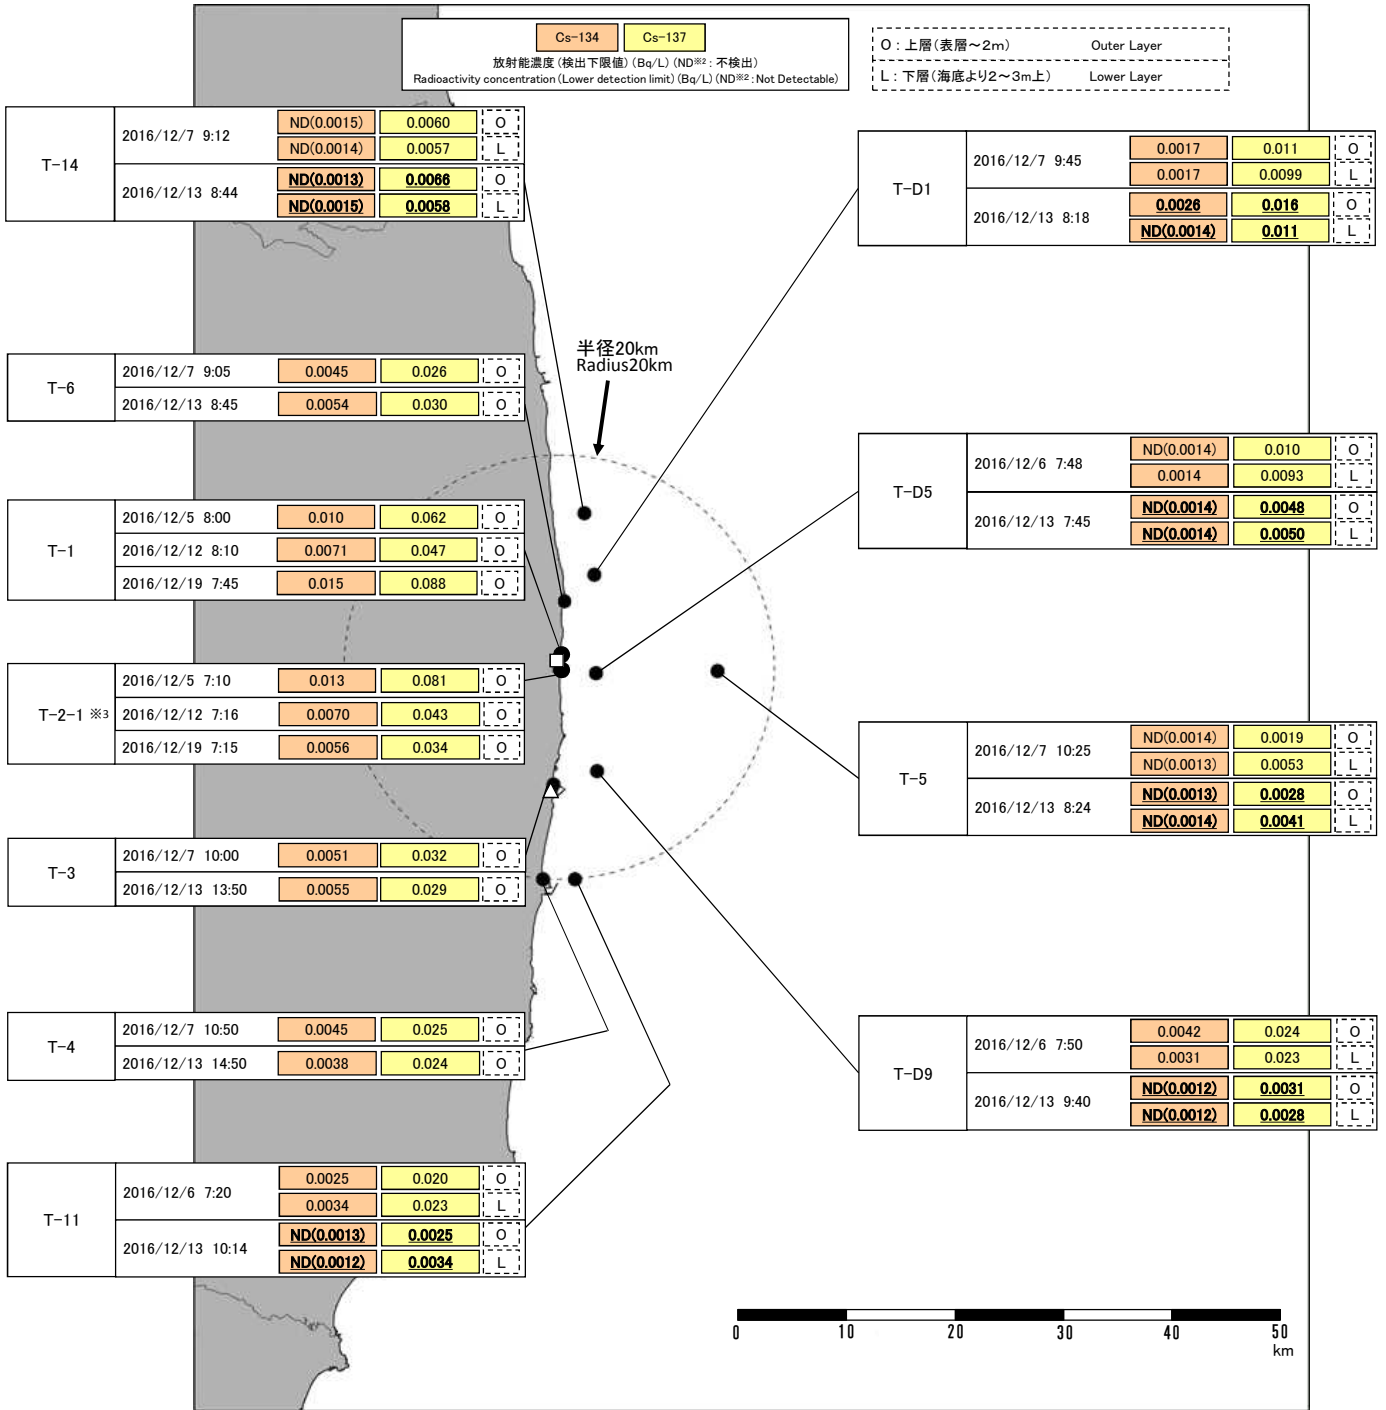 Cs-134 Cs-137
放射能濃度(検出下限値)(Bq/L)(ND※2:不検出)
Radioactivity concentration(Lower detection limit)(Bq/L)(ND※2:Not Detectable)
O:上層(表層~2m) Outer Layer
L:下層(海底より2~3m上) Lower Layer
T-14
2016/12/7 9:12
ND(0.0015) 0.0060 O
ND(0.0014) 0.0057 L
2016/12/13 8:44
ND(0.0013) 0.0066 O
ND(0.0015) 0.0058 L
T-D1
2016/12/7 9:45
0.0017 0.011 O
0.0017 0.0099 L
2016/12/13 8:18
0.0026 0.016 O
ND(0.0014) 0.011 L
半径20km
Radius20km
T-6
2016/12/7 9:05 0.0045 0.026 O
2016/12/13 8:45 0.0054 0.030 O
T-D5
2016/12/6 7:48
ND(0.0014) 0.010 O
0.0014 0.0093 L
2016/12/13 7:45
ND(0.0014) 0.0048 O
ND(0.0014) 0.0050 L
T-1
2016/12/5 8:00 0.010 0.062 O
2016/12/12 8:10 0.0071 0.047 O
2016/12/19 7:45 0.015 0.088 O
T-2-1 ※3
2016/12/5 7:10 0.013 0.081 O
2016/12/12 7:16 0.0070 0.043 O
2016/12/19 7:15 0.0056 0.034 O
T-5
2016/12/7 10:25
ND(0.0014) 0.0019 O
ND(0.0013) 0.0053 L
2016/12/13 8:24
ND(0.0013) 0.0028 O
ND(0.0014) 0.0041 L
T-3
2016/12/7 10:00 0.0051 0.032 O
2016/12/13 13:50 0.0055 0.029 O
T-4
2016/12/7 10:50 0.0045 0.025 O
2016/12/13 14:50 0.0038 0.024 O
T-D9
2016/12/6 7:50
0.0042 0.024 O
0.0031 0.023 L
2016/12/13 9:40
ND(0.0012) 0.0031 O
ND(0.0012) 0.0028 L
T-11
2016/12/6 7:20
0.0025 0.020 O
0.0034 0.023 L
2016/12/13 10:14
ND(0.0013) 0.0025 O
ND(0.0012) 0.0034 L
0 10 20 30 40 50
km